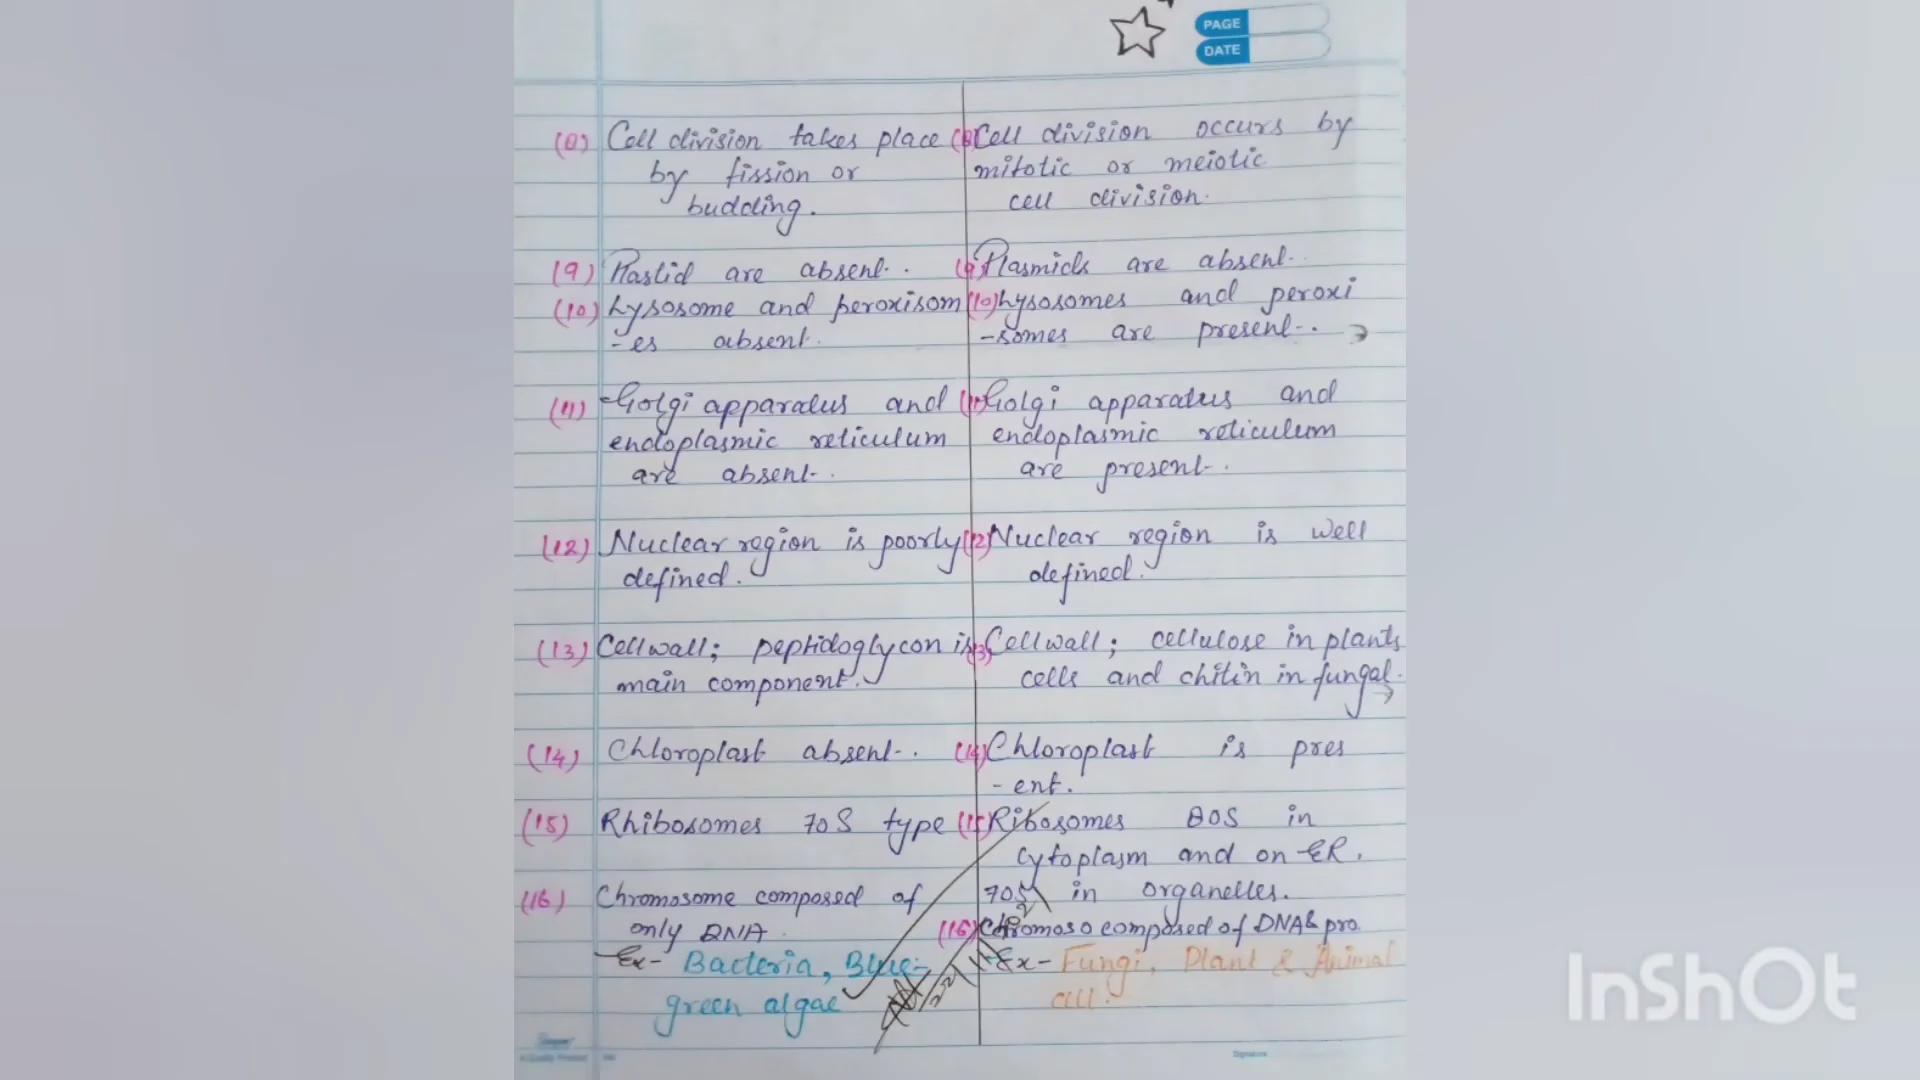 PAGE
DATE
(8) Cell division takes place
by fission or
budding.
(8) Cell division occurs by
mitotic or meiotic
cell division.
(9) Plastid are absent.
(9) Plasmids are absent.
(10) Lysosome and peroxisom
-es absent.
(10) Lysosomes and peroxi
-somes are present.
(11) Golgi apparatus and
endoplasmic reticulum
are absent.
(11) Golgi apparatus and
endoplasmic reticulum
are present.
(12) Nuclear region is poorly
defined.
(12) Nuclear region is well
defined.
(13) Cellwall; peptidoglycon is
main component.
(13) Cellwall; cellulose in plants
cells and chitin in fungal.
(14) Chloroplast absent.
(14) Chloroplast is pres
- ent.
(15) Rhibosomes 70S type
(15) Ribosomes 80S in
cytoplasm and on ER.
70S in organelles.
(16) Chromosome composed of
only DNA.
Ex- Bacteria, Blue-
green algae
(16) Chromoso composed of DNA & pro.
Ex- Fungi, Plant & Animal
cell.
InShOt